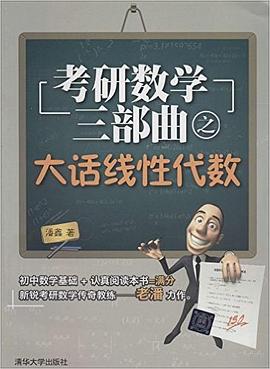 考研数学
三部曲之
大话线性代数
潘鑫 著
初中数学基础 + 认真阅读本书=满分
新锐考研数学传奇教练——老潘 力作。
150
清华大学出版社